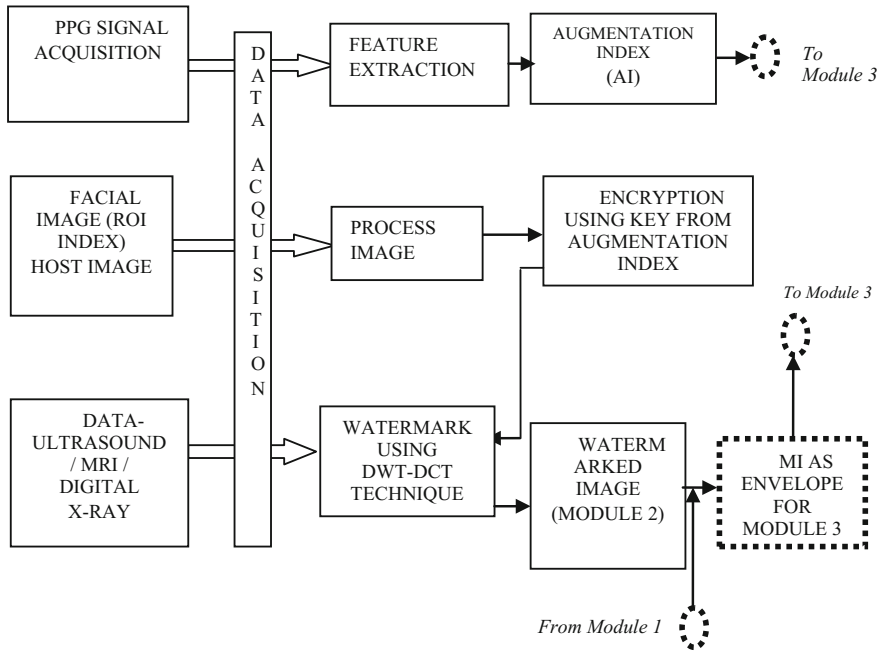 PPG SIGNAL
ACQUISITION
DATA ACQUISITION
FEATURE
EXTRACTION
AUGMENTATION
INDEX
(AI)
To
Module 3
FACIAL
IMAGE (ROI
INDEX)
HOST IMAGE
PROCESS
IMAGE
ENCRYPTION
USING KEY FROM
AUGMENTATION
INDEX
To Module 3
DATA-
ULTRASOUND
/ MRI /
DIGITAL
X-RAY
WATERMARK
USING
DWT-DCT
TECHNIQUE
WATERM
ARKED
IMAGE
(MODULE 2)
MI AS
ENVELOPE
FOR
MODULE 3
From Module 1